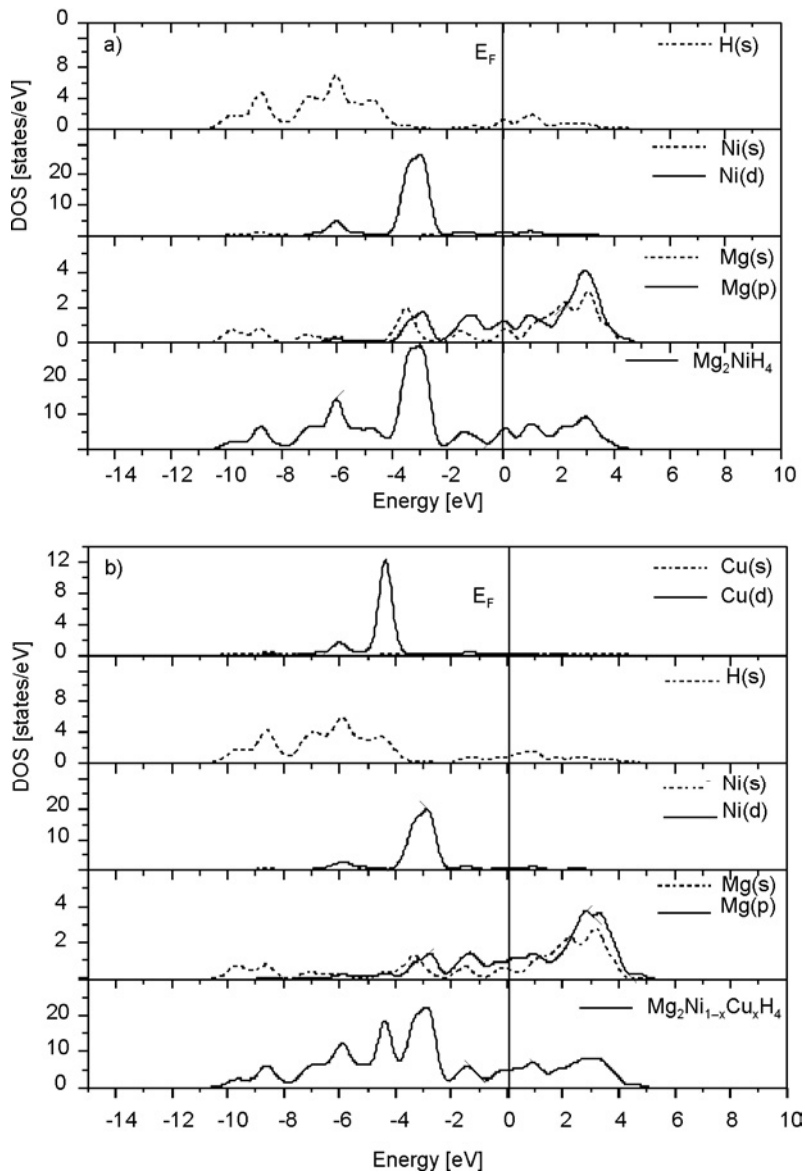 a)
E_F
H(s)
0
8
4
0
Ni(s)
Ni(d)
20
10
Mg(s)
Mg(p)
4
2
0
Mg₂NiH₄
20
10
DOS [states/eV]
-14 -12 -10 -8 -6 -4 -2 0 2 4 6 8 10
Energy [eV]
b)
E_F
Cu(s)
Cu(d)
12
8
4
0
H(s)
8
4
0
Ni(s)
Ni(d)
20
10
Mg(s)
Mg(p)
4
2
Mg₂Ni₁₋ₓCuₓH₄
20
10
0
DOS [states/eV]
-14 -12 -10 -8 -6 -4 -2 0 2 4 6 8 10
Energy [eV]